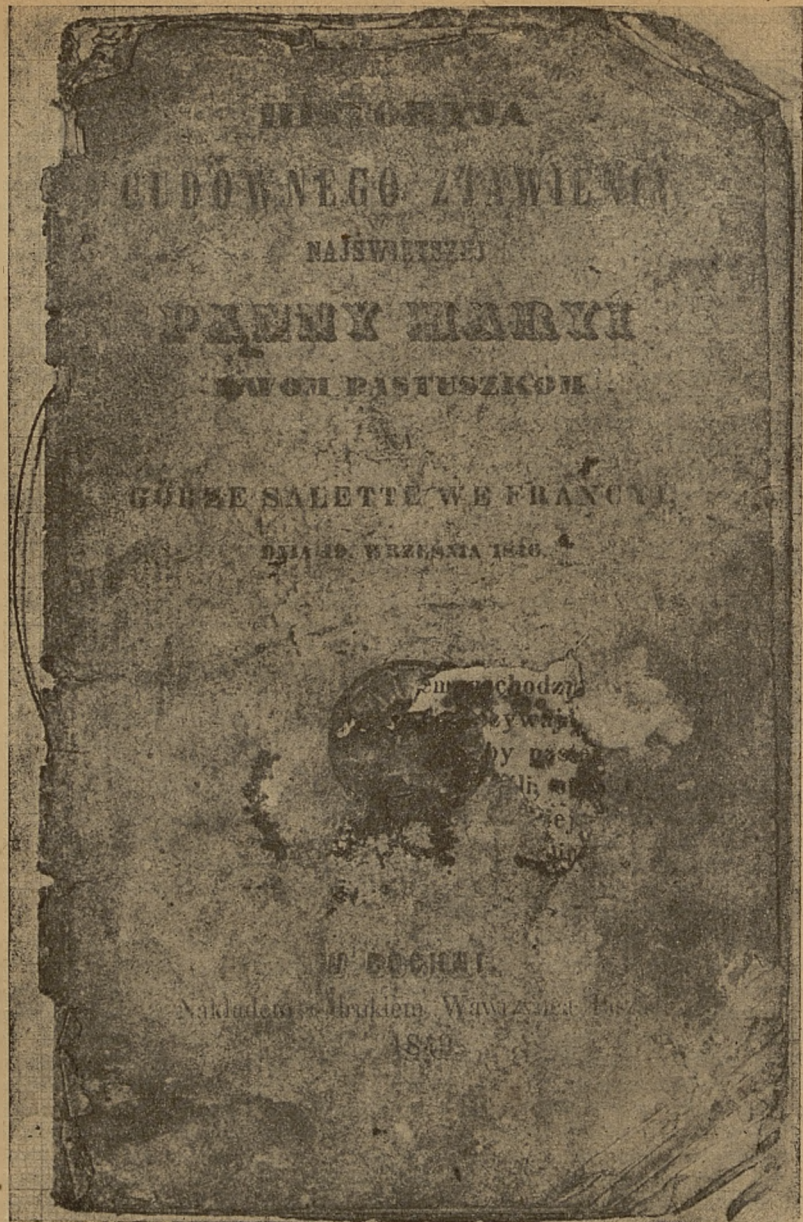 HISTORYJA
CUDOWNEGO ZJAWIENIA
NAJŚWIĘTSZEJ
PANNY MARYI
DWOM PASTUSZKOM
NA
GÓRZE SALETTE WE FRANCYI
DNIA 19. WRZEŚNIA 1846.
W BOCHNI.
Nakładem i drukiem Wawrzyńca
1849.